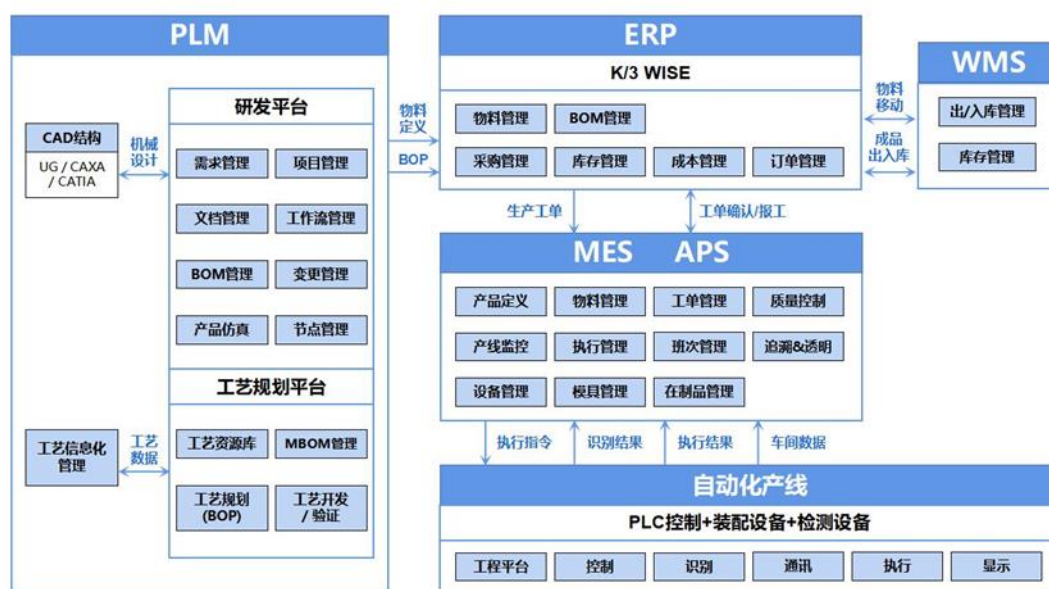 PLM
CAD结构
UG / CAXA
/ CATIA
机械
设计
研发平台
需求管理
项目管理
文档管理
工作流管理
BOM管理
变更管理
产品仿真
节点管理
工艺规划平台
工艺信息化
管理
工艺
数据
工艺资源库
MBOM管理
工艺规划
(BOP)
工艺开发
/ 验证
物料
定义
BOP
ERP
K/3 WISE
物料管理
BOM管理
采购管理
库存管理
成本管理
订单管理
物料
移动
成品
出入库
WMS
出/入库管理
库存管理
生产工单
工单确认/报工
MES APS
产品定义
物料管理
工单管理
质量控制
产线监控
执行管理
班次管理
追溯&透明
设备管理
模具管理
在制品管理
执行指令
识别结果
执行结果
车间数据
自动化产线
PLC控制+装配设备+检测设备
工程平台
控制
识别
通讯
执行
显示